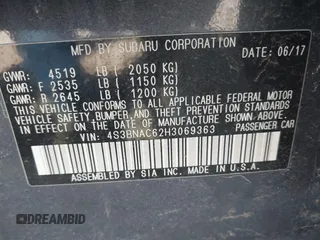 MFD BY SUBARU CORPORATION DATE: 06/17
GVWR: 4519 LB ( 2050 KG)
GAWR: F 2535 LB ( 1150 KG)
GAWR: R 2645 LB ( 1200 KG)
THIS VEHICLE CONFORMS TO ALL APPLICABLE FEDERAL MOTOR
VEHICLE SAFETY, BUMPER, AND THEFT PREVENTION STANDARDS
IN EFFECT ON THE DATE OF MANUFACTURE SHOWN ABOVE.
VIN: 4S3BNAC62H3069363 PASSENGER CAR
ASSEMBLED BY SIA INC. MADE IN U.S.A.
DREAMBID